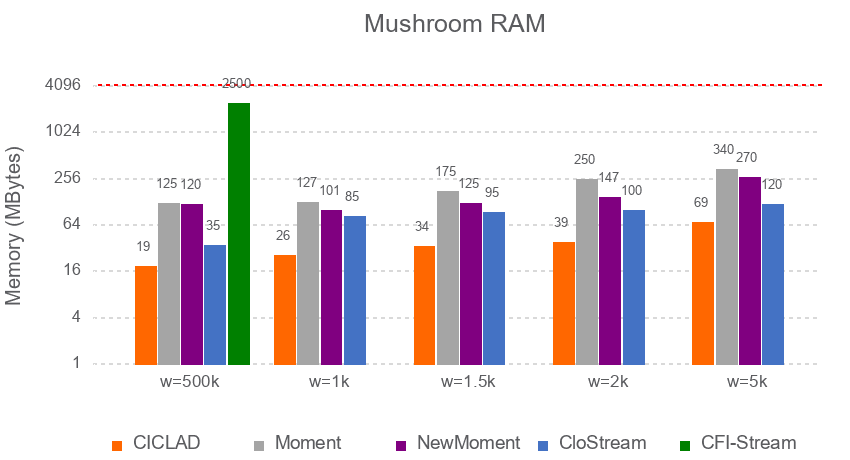 Mushroom RAM
Memory (MBytes)
4096
1024
256
64
16
4
1
19
125
120
35
2500
26
127
101
85
34
175
125
95
39
250
147
100
69
340
270
120
w=500k
w=1k
w=1.5k
w=2k
w=5k
CICLAD
Moment
NewMoment
CloStream
CFI-Stream